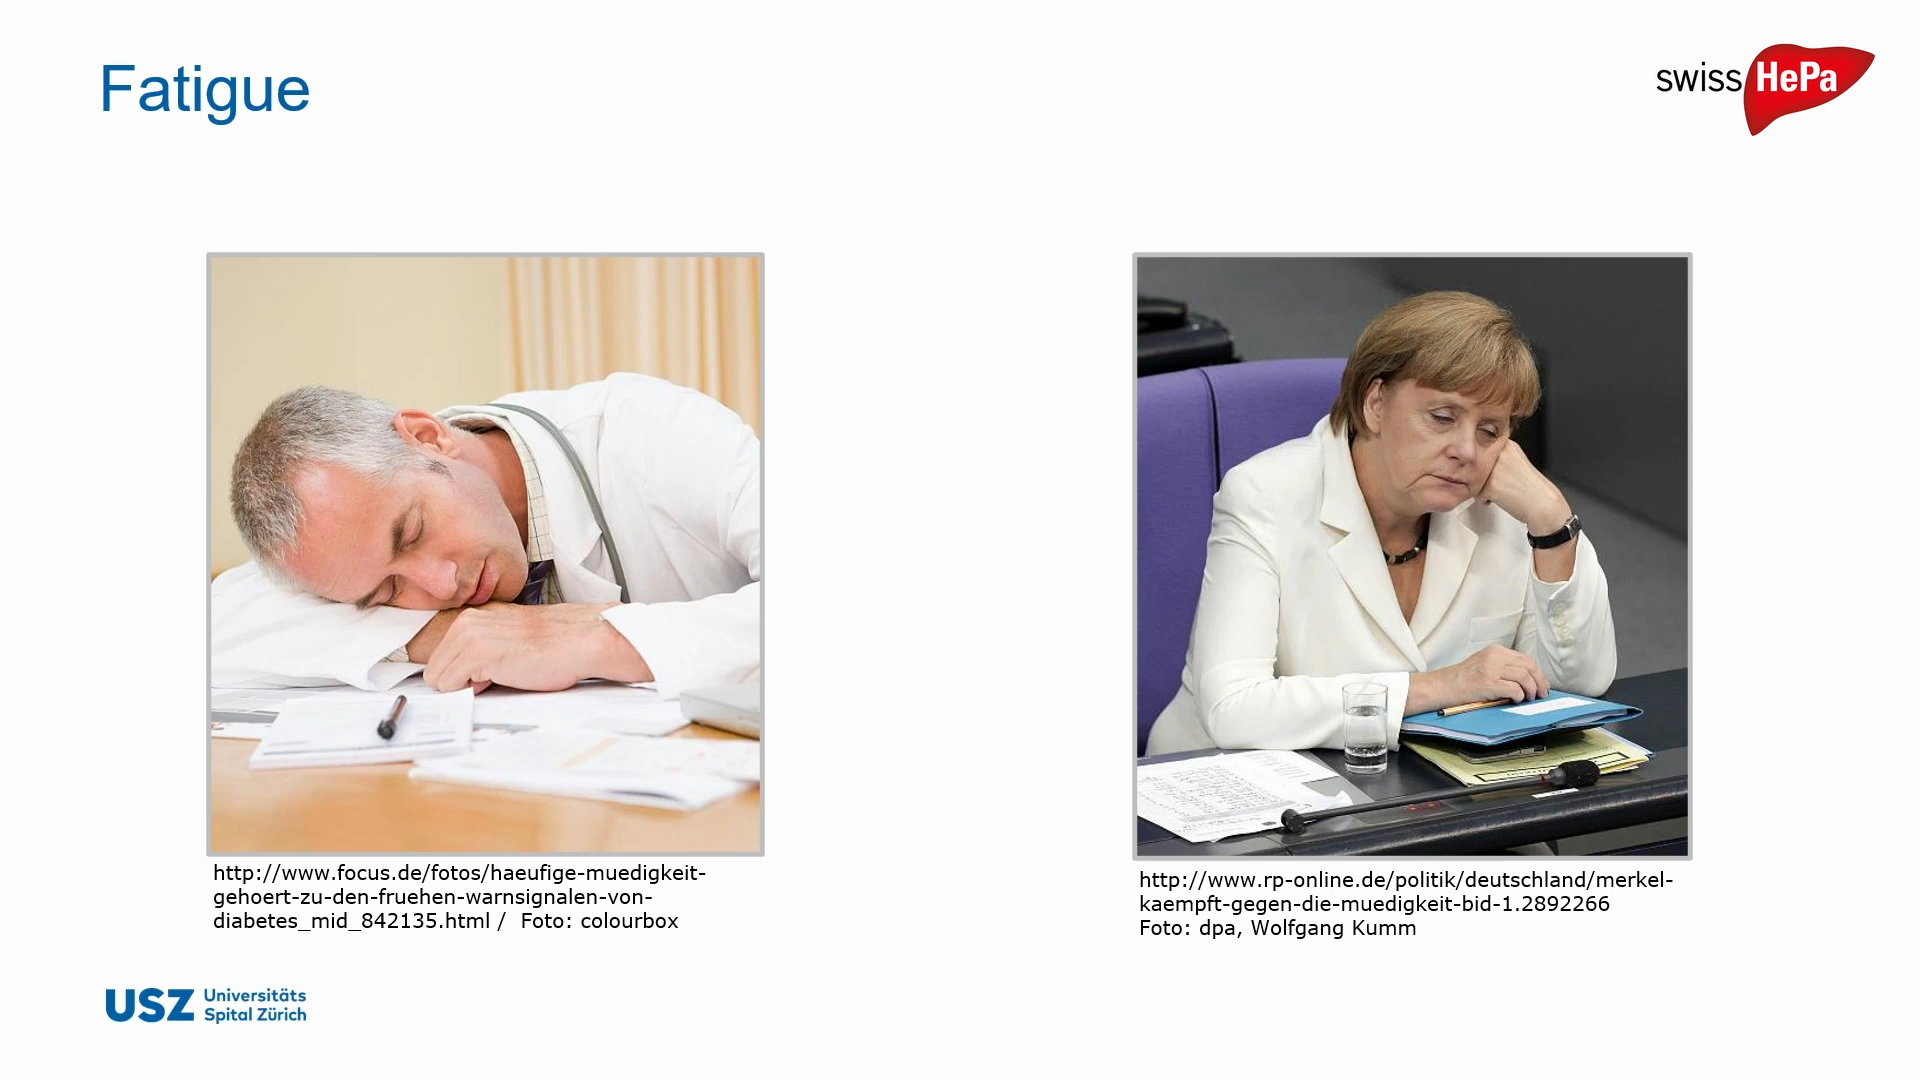 Fatigue
swiss HePa
http://www.focus.de/fotos/haeufige-muedigkeit-
gehoert-zu-den-fruehen-warnsignalen-von-
diabetes_mid_842135.html /  Foto: colourbox
http://www.rp-online.de/politik/deutschland/merkel-
kaempft-gegen-die-muedigkeit-bid-1.2892266
Foto: dpa, Wolfgang Kumm
USZ Universitäts
Spital Zürich